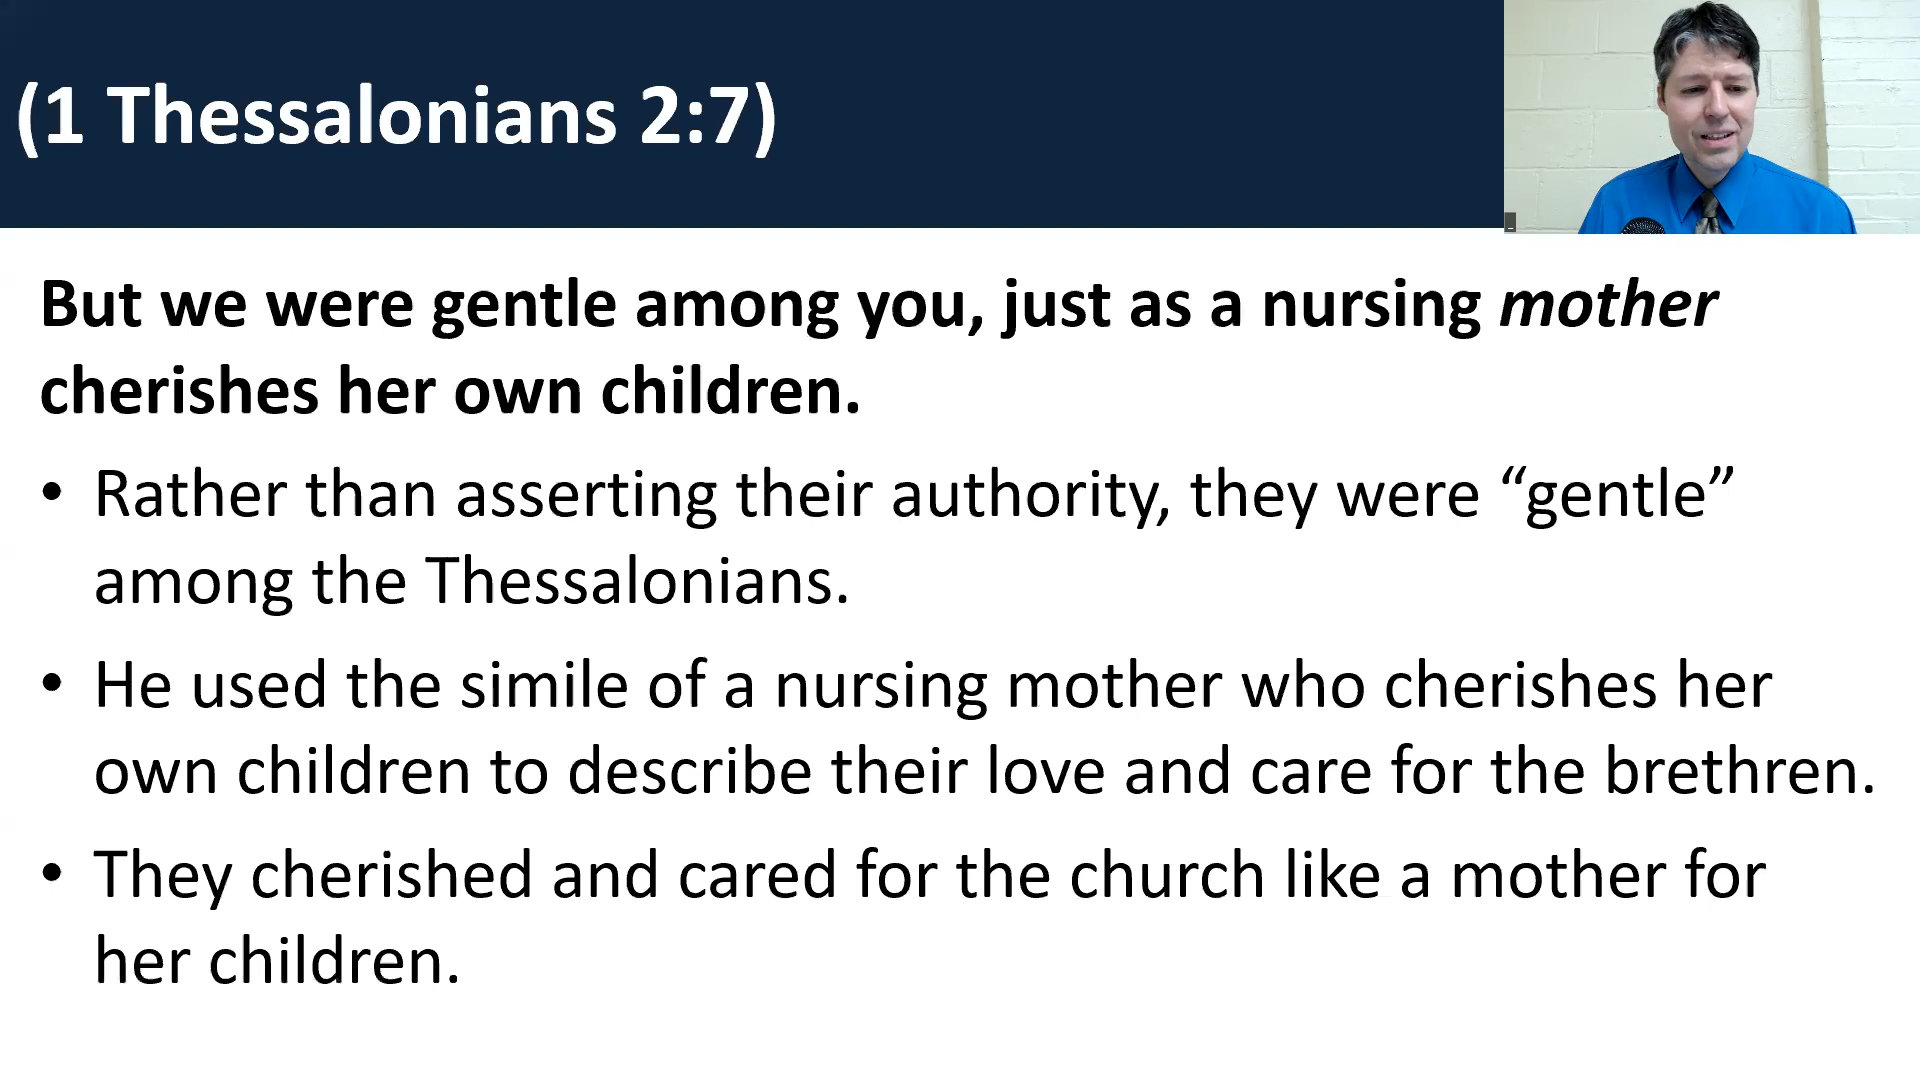 (1 Thessalonians 2:7)
But we were gentle among you, just as a nursing mother
cherishes her own children.
• Rather than asserting their authority, they were “gentle”
among the Thessalonians.
• He used the simile of a nursing mother who cherishes her
own children to describe their love and care for the brethren.
• They cherished and cared for the church like a mother for
her children.